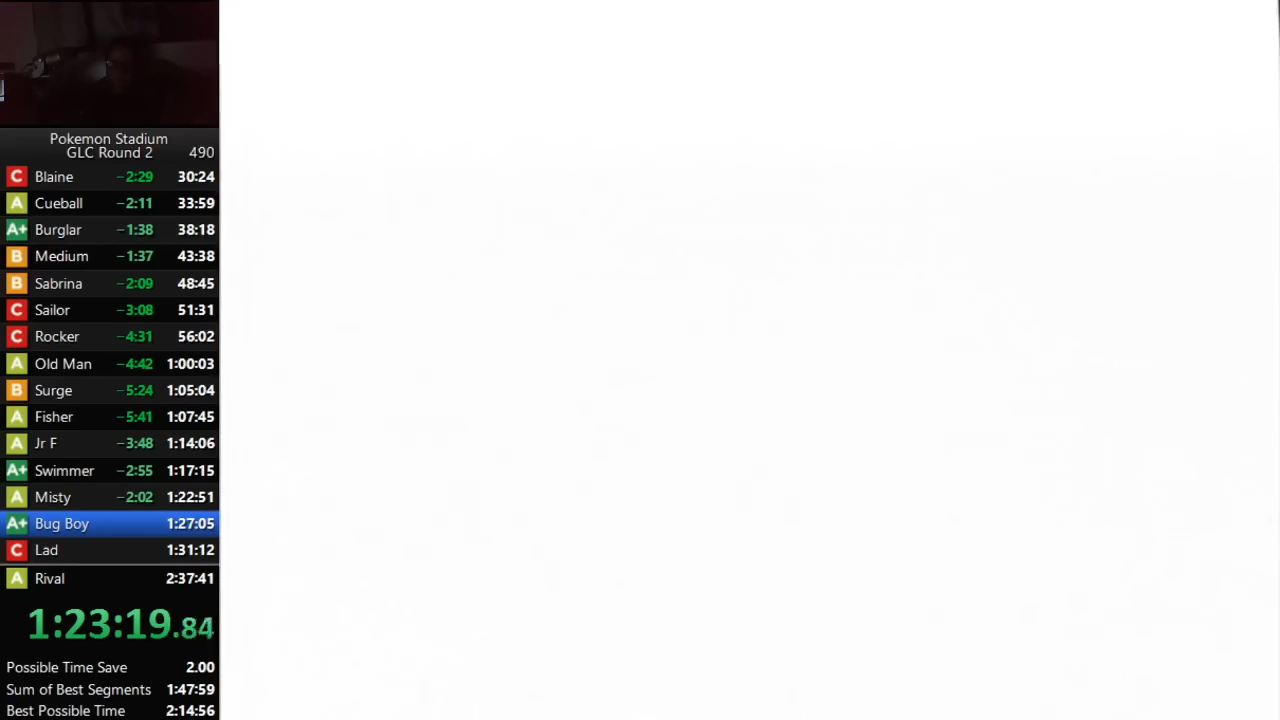 Pokemon Stadium
GLC Round 2 490
C Blaine -2:29 30:24
A Cueball -2:11 33:59
A+ Burglar -1:38 38:18
B Medium -1:37 43:38
B Sabrina -2:09 48:45
C Sailor -3:08 51:31
C Rocker -4:31 56:02
A Old Man -4:42 1:00:03
B Surge -5:24 1:05:04
A Fisher -5:41 1:07:45
A Jr F -3:48 1:14:06
A+ Swimmer -2:55 1:17:15
A Misty -2:02 1:22:51
A+ Bug Boy 1:27:05
C Lad 1:31:12
A Rival 2:37:41
1:23:19.84
Possible Time Save 2.00
Sum of Best Segments 1:47:59
Best Possible Time 2:14:56